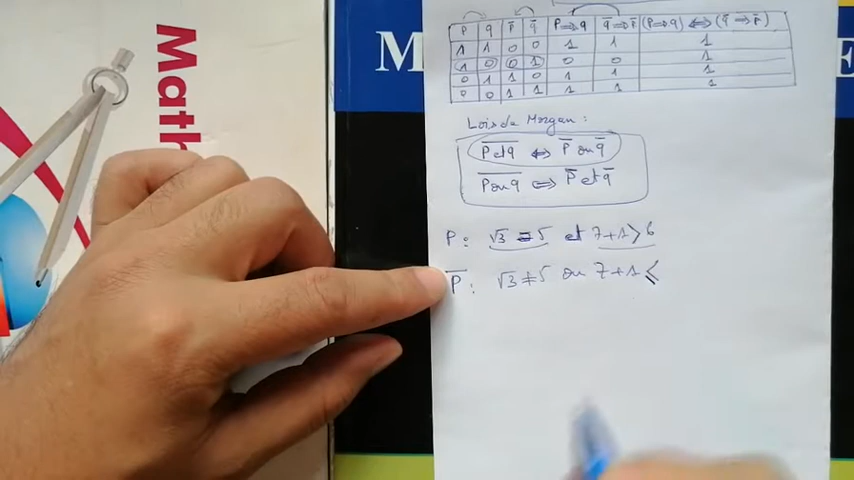 Math
M
E
P q P̅ q̅ P⇒q q̅⇒P̅ (P⇒q)⇔(q̅⇒P̅)
1 1 0 0 1 1 1
1 0 0 1 0 0 1
0 1 1 0 1 1 1
0 0 1 1 1 1 1
Lois de Morgan :
P et q̅ ⇔ P̅ ou q̅
P ou q̅ ⇔ P̅ et q̅
P: √3 = 5 et 7+1 > 6
P̅: √3 ≠ 5 ou 7+1 ≤